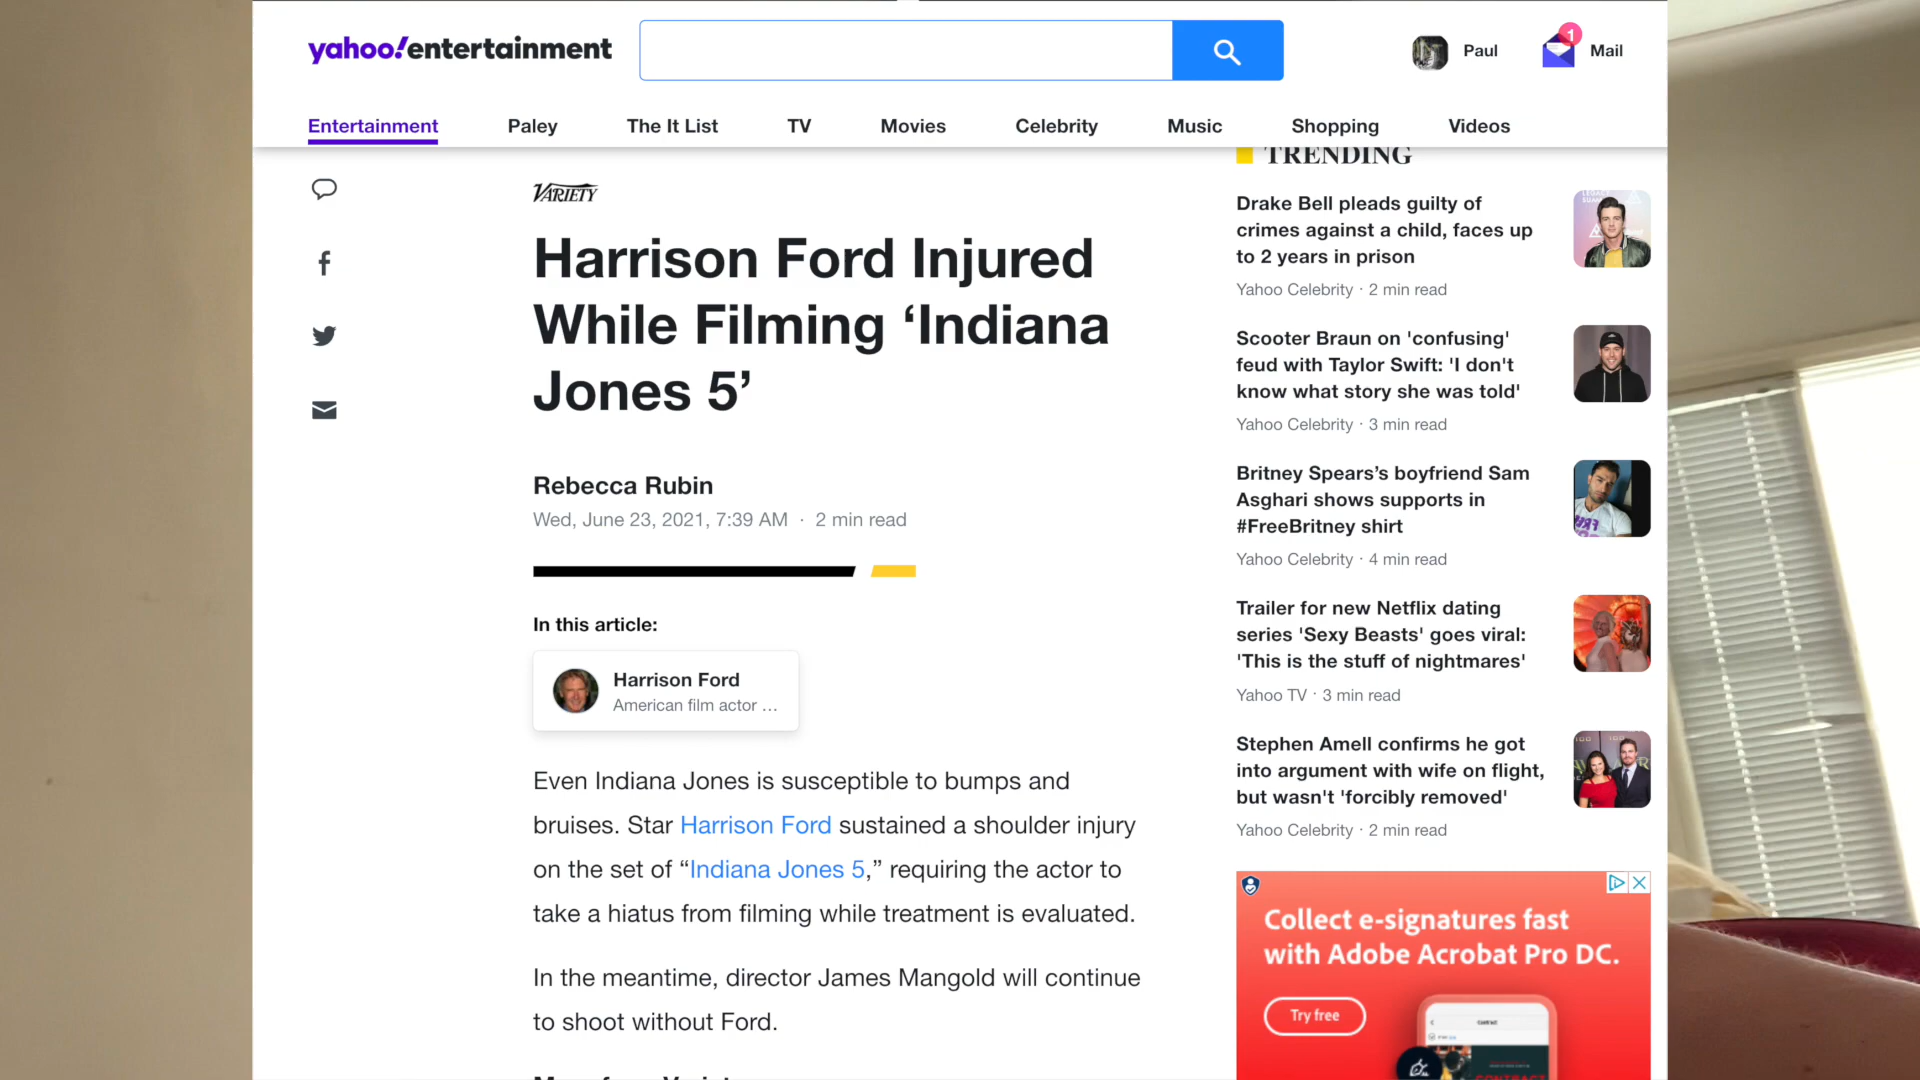 yahoo!entertainment
Paul
1
Mail
Entertainment
Paley
The It List
TV
Movies
Celebrity
Music
Shopping
Videos
VARIETY
Harrison Ford Injured
While Filming ‘Indiana
Jones 5’
Rebecca Rubin
Wed, June 23, 2021, 7:39 AM · 2 min read
In this article:
Harrison Ford
American film actor ...
Even Indiana Jones is susceptible to bumps and
bruises. Star Harrison Ford sustained a shoulder injury
on the set of “Indiana Jones 5,” requiring the actor to
take a hiatus from filming while treatment is evaluated.
In the meantime, director James Mangold will continue
to shoot without Ford.
TRENDING
Drake Bell pleads guilty of
crimes against a child, faces up
to 2 years in prison
Yahoo Celebrity · 2 min read
Scooter Braun on 'confusing'
feud with Taylor Swift: 'I don't
know what story she was told'
Yahoo Celebrity · 3 min read
Britney Spears’s boyfriend Sam
Asghari shows supports in
#FreeBritney shirt
Yahoo Celebrity · 4 min read
Trailer for new Netflix dating
series 'Sexy Beasts' goes viral:
'This is the stuff of nightmares'
Yahoo TV · 3 min read
Stephen Amell confirms he got
into argument with wife on flight,
but wasn't 'forcibly removed'
Yahoo Celebrity · 2 min read
Collect e-signatures fast
with Adobe Acrobat Pro DC.
Try free